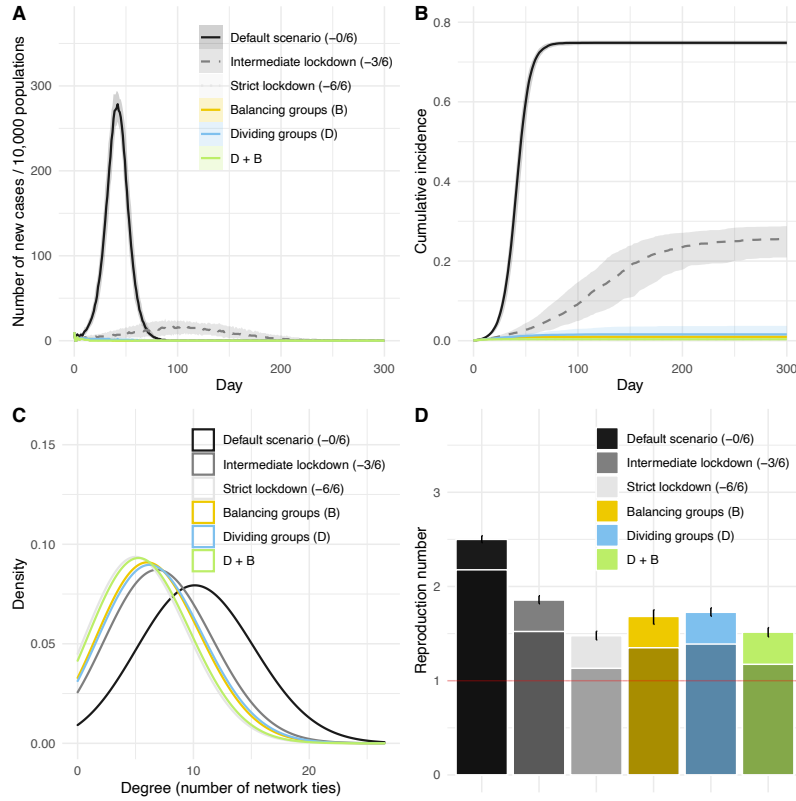 A
Number of new cases / 10,000 populations
300
200
100
0
Default scenario (−0/6)
Intermediate lockdown (−3/6)
Strict lockdown (−6/6)
Balancing groups (B)
Dividing groups (D)
D + B
0 100 200 300
Day
B
Cumulative incidence
0.8
0.6
0.4
0.2
0.0
0 100 200 300
Day
C
Density
0.15
0.10
0.05
0.00
Default scenario (−0/6)
Intermediate lockdown (−3/6)
Strict lockdown (−6/6)
Balancing groups (B)
Dividing groups (D)
D + B
0 10 20
Degree (number of network ties)
D
Reproduction number
3
2
1
0
Default scenario (−0/6)
Intermediate lockdown (−3/6)
Strict lockdown (−6/6)
Balancing groups (B)
Dividing groups (D)
D + B